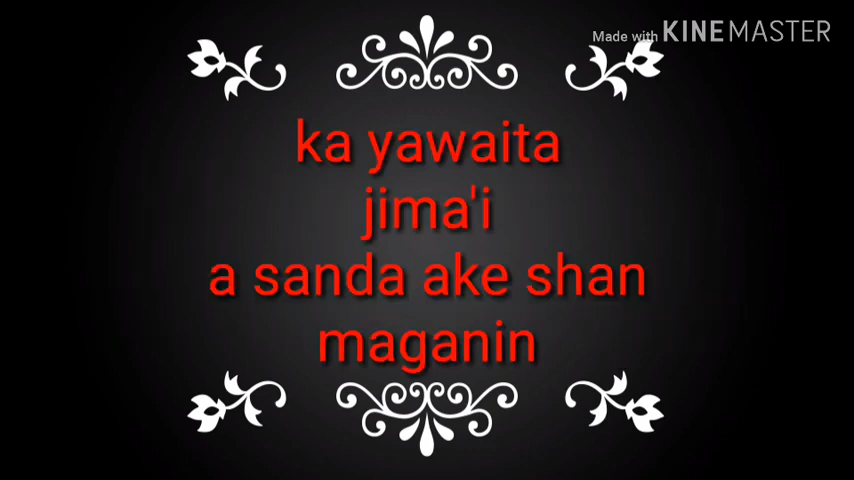 Made with KINEMASTER
ka yawaita
jima'i
a sanda ake shan
maganin